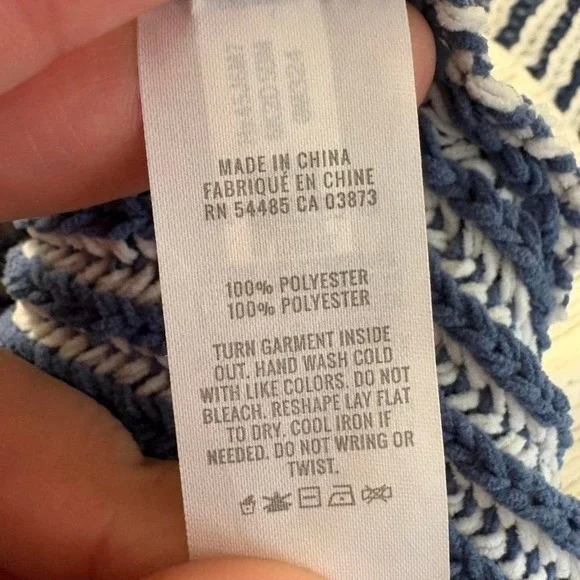 MADE IN CHINA
FABRIQUÉ EN CHINE
RN 54485 CA 03873
100% POLYESTER
100% POLYESTER
TURN GARMENT INSIDE
OUT. HAND WASH COLD
WITH LIKE COLORS. DO NOT
BLEACH. RESHAPE LAY FLAT
TO DRY. COOL IRON IF
NEEDED. DO NOT WRING OR
TWIST.